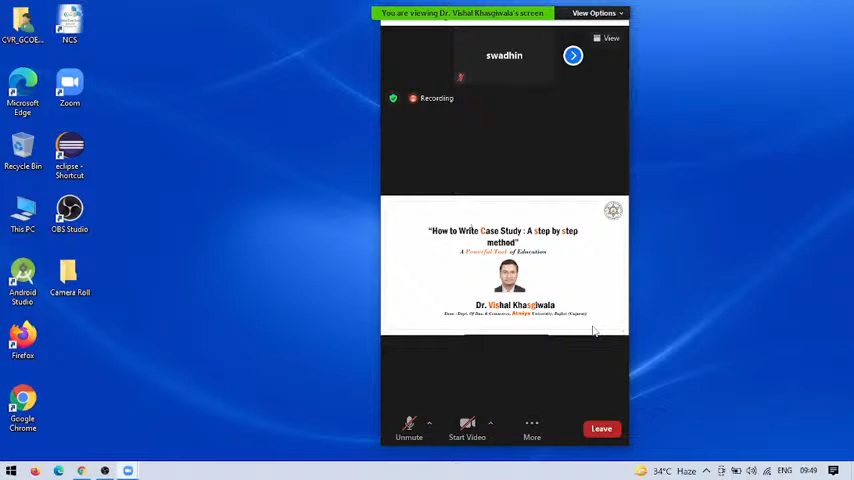 You are viewing Dr. Vishal Khasgiwala's screen
View Options
CVR_GCOE...
NCS
View
swadhin
Recording
Microsoft
Edge
Zoom
Recycle Bin
eclipse -
Shortcut
This PC
OBS Studio
"How to Write Case Study : A step by step
method"
A Powerful Tool of Education
Dr. Vishal Khasgiwala
Android
Studio
Camera Roll
Firefox
Google
Chrome
Unmute
Start Video
More
Leave
34°C Haze
ENG
09:49